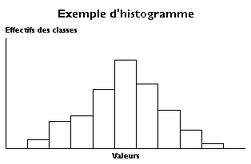 Exemple d'histogramme
Effectifs des classes
Valeurs